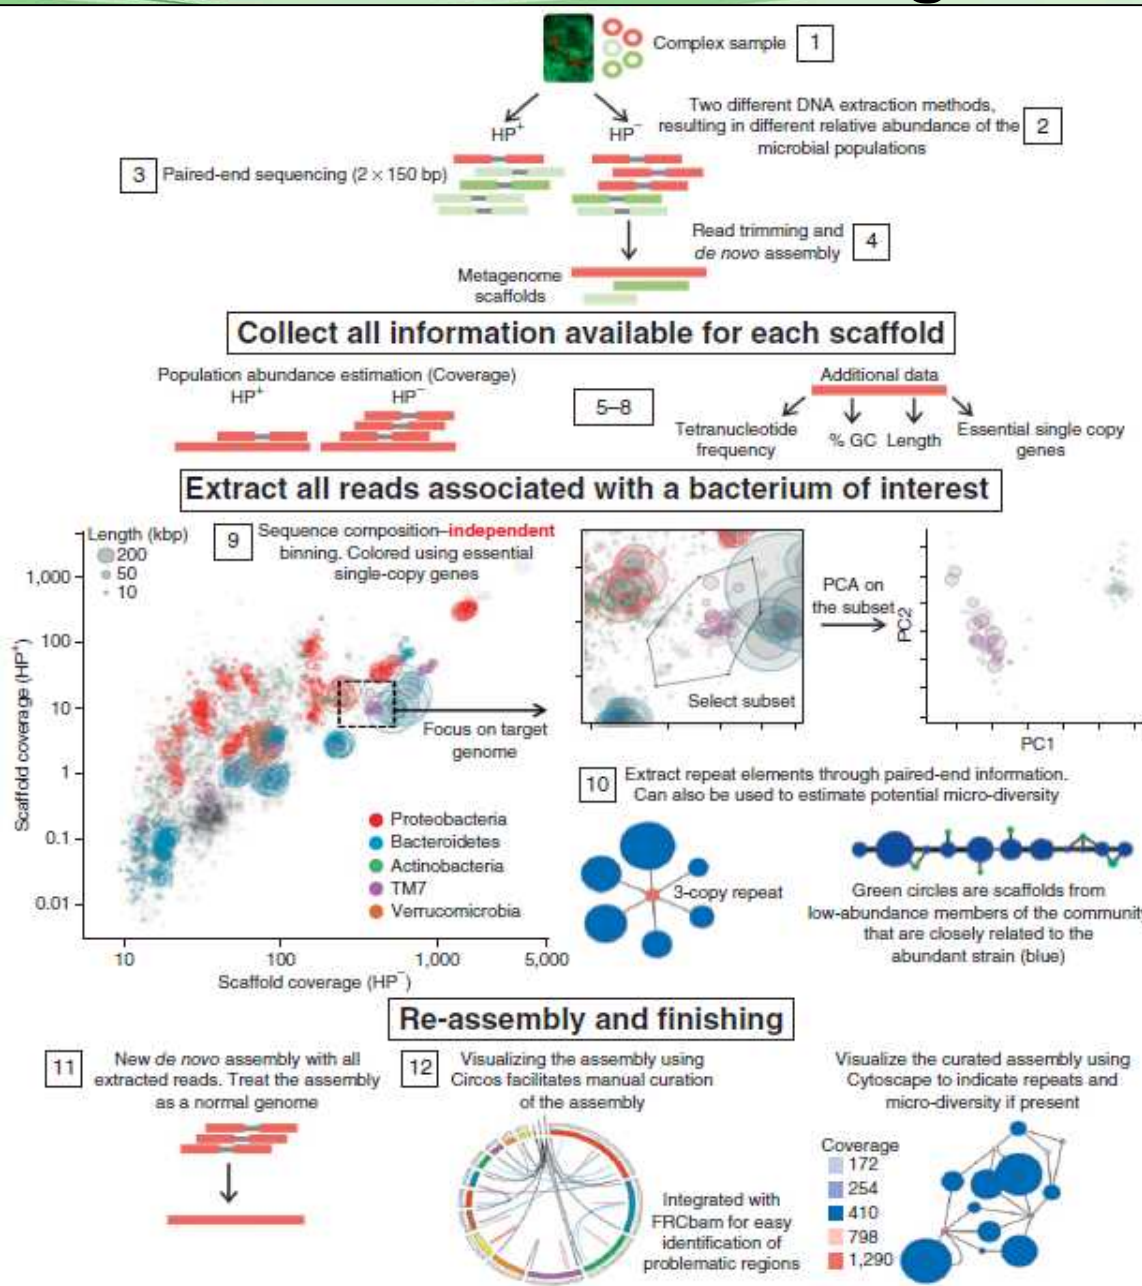 Complex sample
1
Two different DNA extraction methods,
resulting in different relative abundance of the
microbial populations
2
HP+
HP−
3
Paired-end sequencing (2 × 150 bp)
Read trimming and
de novo assembly
4
Metagenome
scaffolds
Collect all information available for each scaffold
Population abundance estimation (Coverage)
HP+
HP−
5–8
Additional data
Tetranucleotide
frequency
% GC
Length
Essential single copy
genes
Extract all reads associated with a bacterium of interest
Length (kbp)
200
50
10
9
Sequence composition–independent
binning. Colored using essential
single-copy genes
Scaffold coverage (HP+)
1,000
100
10
1
0.1
0.01
Focus on target
genome
Proteobacteria
Bacteroidetes
Actinobacteria
TM7
Verrucomicrobia
10
100
1,000
5,000
Scaffold coverage (HP−)
Select subset
PCA on
the subset
PC2
PC1
10
Extract repeat elements through paired-end information.
Can also be used to estimate potential micro-diversity
3-copy repeat
Green circles are scaffolds from
low-abundance members of the community
that are closely related to the
abundant strain (blue)
Re-assembly and finishing
11
New de novo assembly with all
extracted reads. Treat the assembly
as a normal genome
12
Visualizing the assembly using
Circos facilitates manual curation
of the assembly
Integrated with
FRCbam for easy
identification of
problematic regions
Visualize the curated assembly using
Cytoscape to indicate repeats and
micro-diversity if present
Coverage
172
254
410
798
1,290